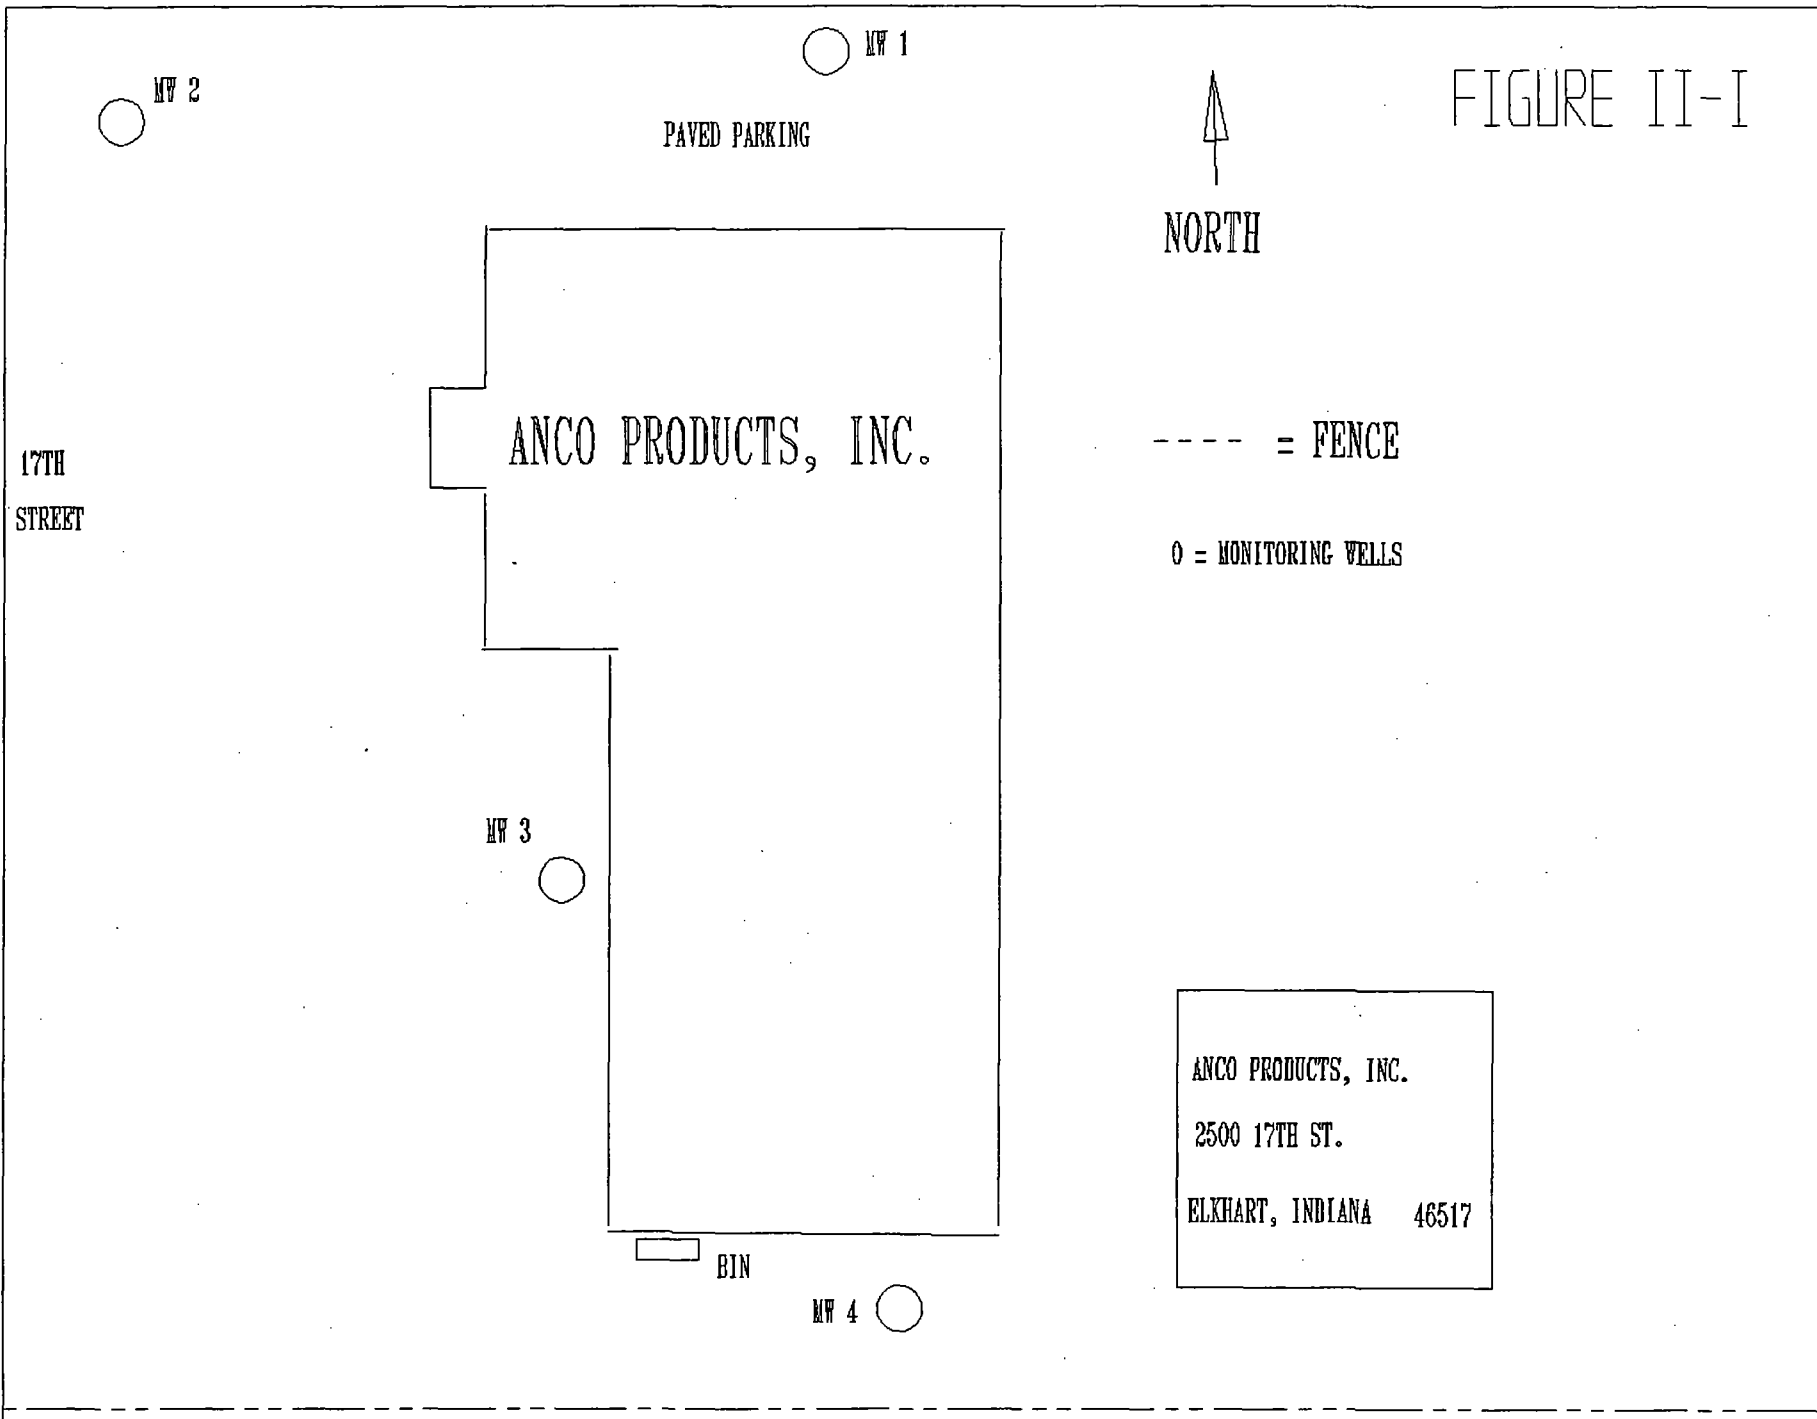 MW 1
FIGURE II-I
MW 2
PAVED PARKING
NORTH
ANCO PRODUCTS, INC.
---- = FENCE
17TH
STREET
O = MONITORING WELLS
MW 3
ANCO PRODUCTS, INC.
2500 17TH ST.
ELKHART, INDIANA 46517
BIN
MW 4